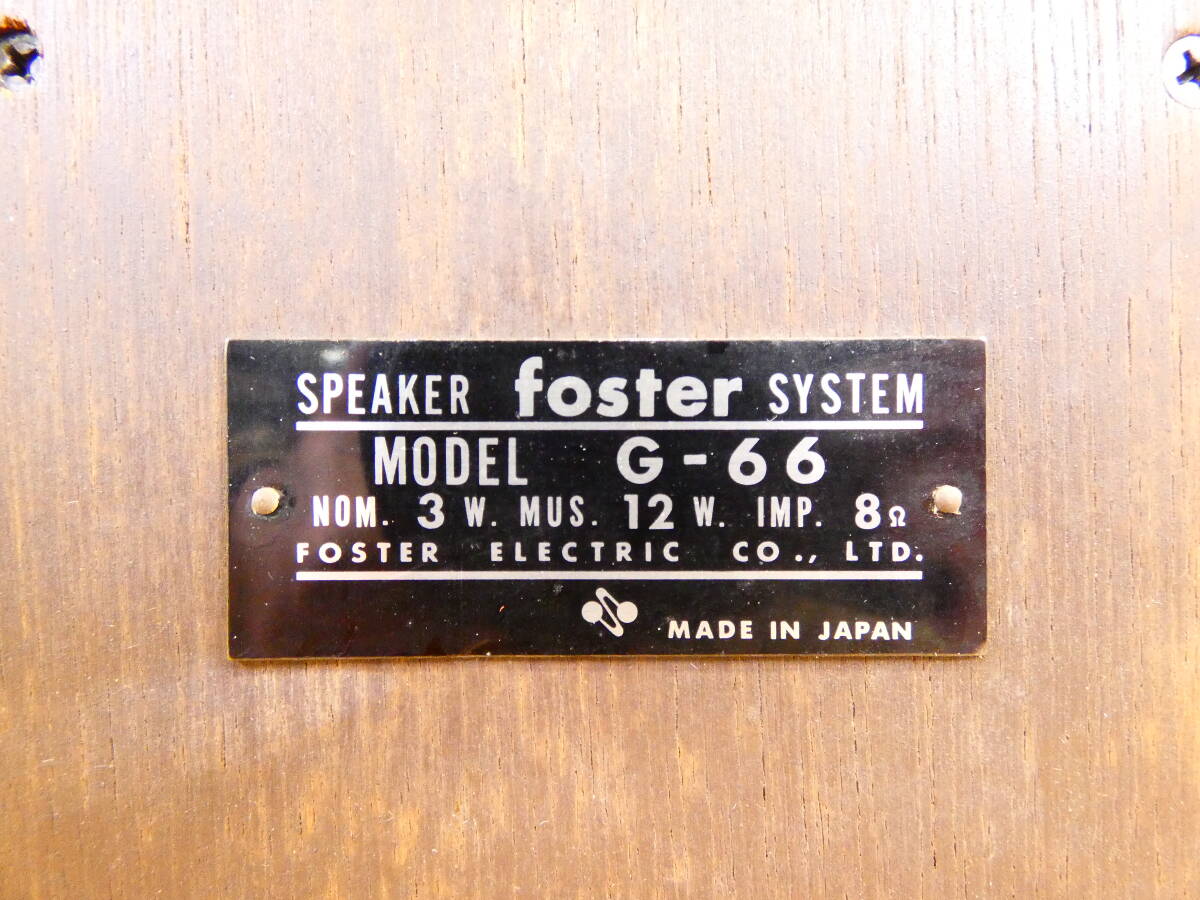 SPEAKER foster SYSTEM
MODEL G-66
NOM. 3 W. MUS. 12 W. IMP. 8Ω
FOSTER ELECTRIC CO., LTD.
MADE IN JAPAN